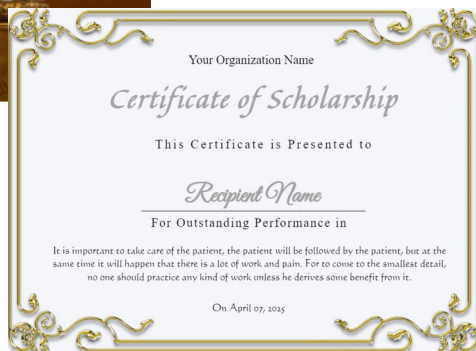 Your Organization Name
Certificate of Scholarship
This Certificate is Presented to
Recipient Name
For Outstanding Performance in
It is important to take care of the patient, the patient will be followed by the patient, but at the
same time it will happen that there is a lot of work and pain. For to come to the smallest detail,
no one should practice any kind of work unless he derives some benefit from it.
On April 07, 2025